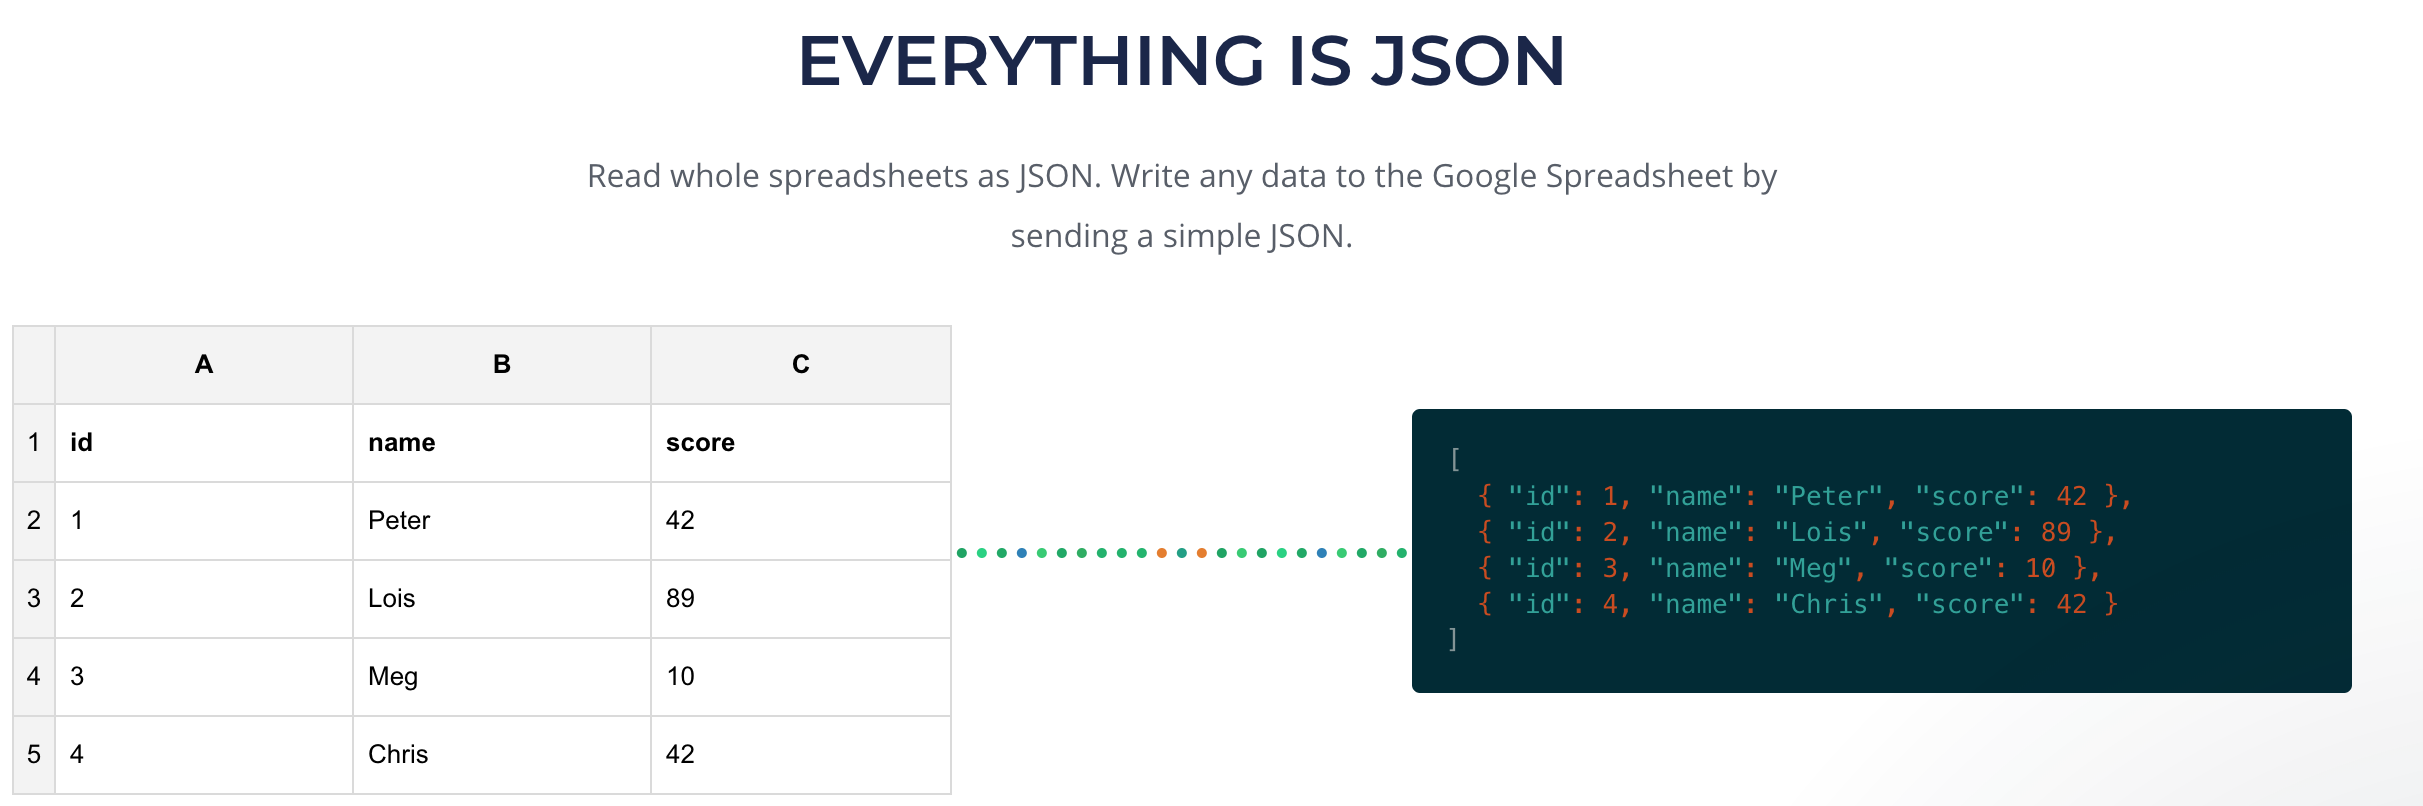 EVERYTHING IS JSON
Read whole spreadsheets as JSON. Write any data to the Google Spreadsheet by
sending a simple JSON.
A B C
1 id name score
2 1 Peter 42
3 2 Lois 89
4 3 Meg 10
5 4 Chris 42
[
{ "id": 1, "name": "Peter", "score": 42 },
{ "id": 2, "name": "Lois", "score": 89 },
{ "id": 3, "name": "Meg", "score": 10 },
{ "id": 4, "name": "Chris", "score": 42 }
]